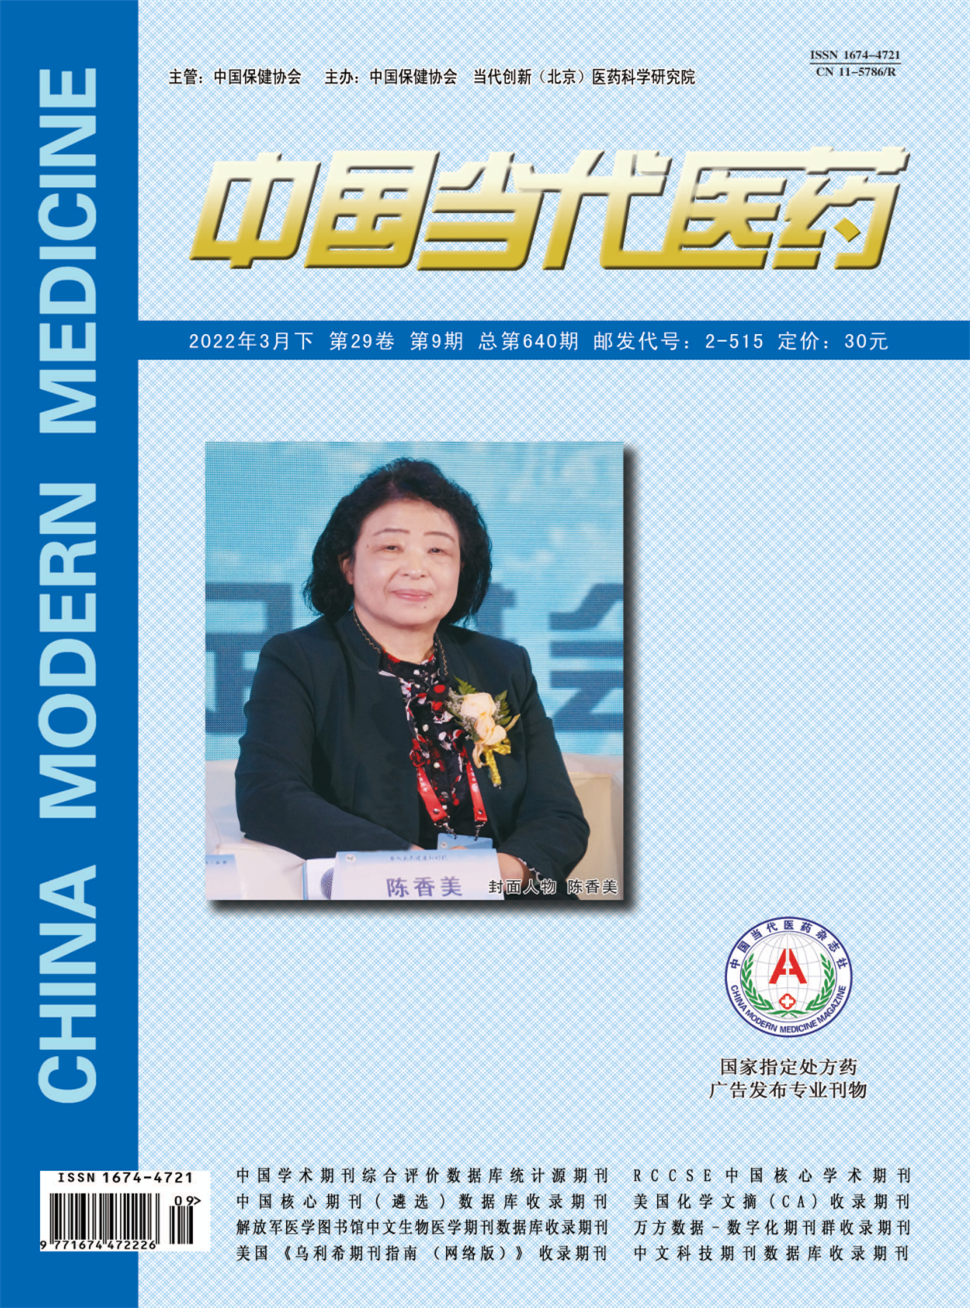 ISSN 1674-4721
CN 11-5786/R
主管：中国保健协会 主办：中国保健协会 当代创新（北京）医药科学研究院
中国当代医药
CHINA MODERN MEDICINE
2022年3月下 第29卷 第9期 总第640期 邮发代号：2-515 定价：30元
陈香美
封面人物 陈香美
中国当代医药杂志社
CHINA MODERN MEDICINE MAGAZINE
国家指定处方药
广告发布专业刊物
ISSN 1674-4721
09>
9 771674 472226
中国学术期刊综合评价数据库统计源期刊
中国核心期刊（遴选）数据库收录期刊
解放军医学图书馆中文生物医学期刊数据库收录期刊
美国《乌利希期刊指南（网络版）》收录期刊
RCCSE中国核心学术期刊
美国化学文摘(CA)收录期刊
万方数据-数字化期刊群收录期刊
中文科技期刊数据库收录期刊